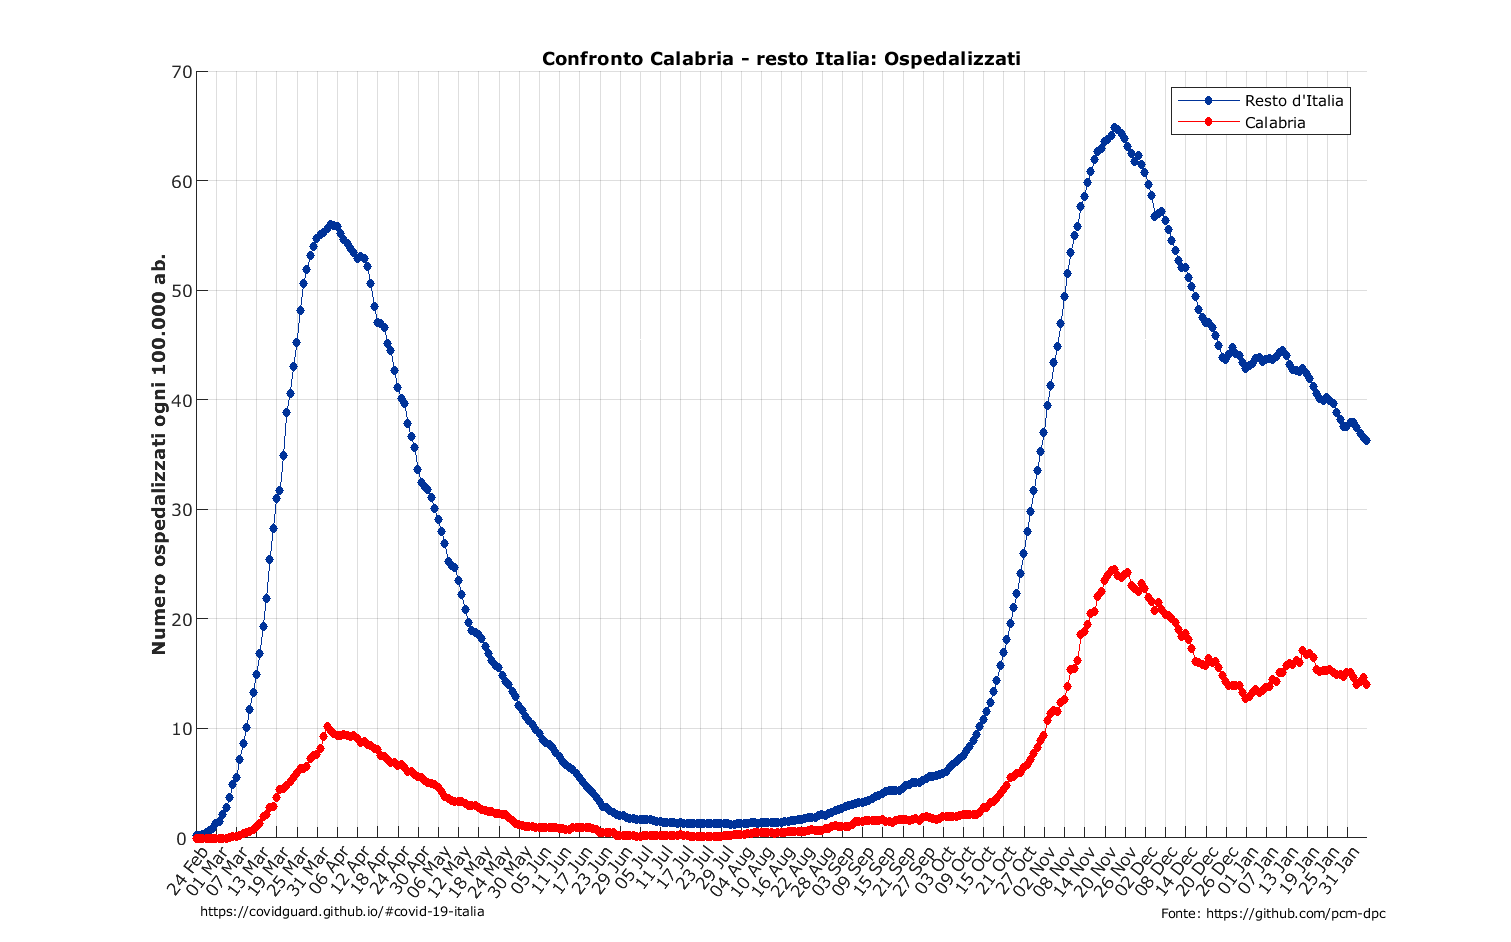 Confronto Calabria - resto Italia: Ospedalizzati
Resto d'Italia
Calabria
Numero ospedalizzati ogni 100.000 ab.
70
60
50
40
30
20
10
0
24 Feb
01 Mar
07 Mar
13 Mar
19 Mar
25 Mar
31 Mar
06 Apr
12 Apr
18 Apr
24 Apr
30 Apr
06 May
12 May
18 May
24 May
30 May
05 Jun
11 Jun
17 Jun
23 Jun
29 Jun
05 Jul
11 Jul
17 Jul
23 Jul
29 Jul
04 Aug
10 Aug
16 Aug
22 Aug
28 Aug
03 Sep
09 Sep
15 Sep
21 Sep
27 Sep
03 Oct
09 Oct
15 Oct
21 Oct
27 Oct
02 Nov
08 Nov
14 Nov
20 Nov
26 Nov
02 Dec
08 Dec
14 Dec
20 Dec
26 Dec
01 Jan
07 Jan
13 Jan
19 Jan
25 Jan
31 Jan
https://covidguard.github.io/#covid-19-italia
Fonte: https://github.com/pcm-dpc